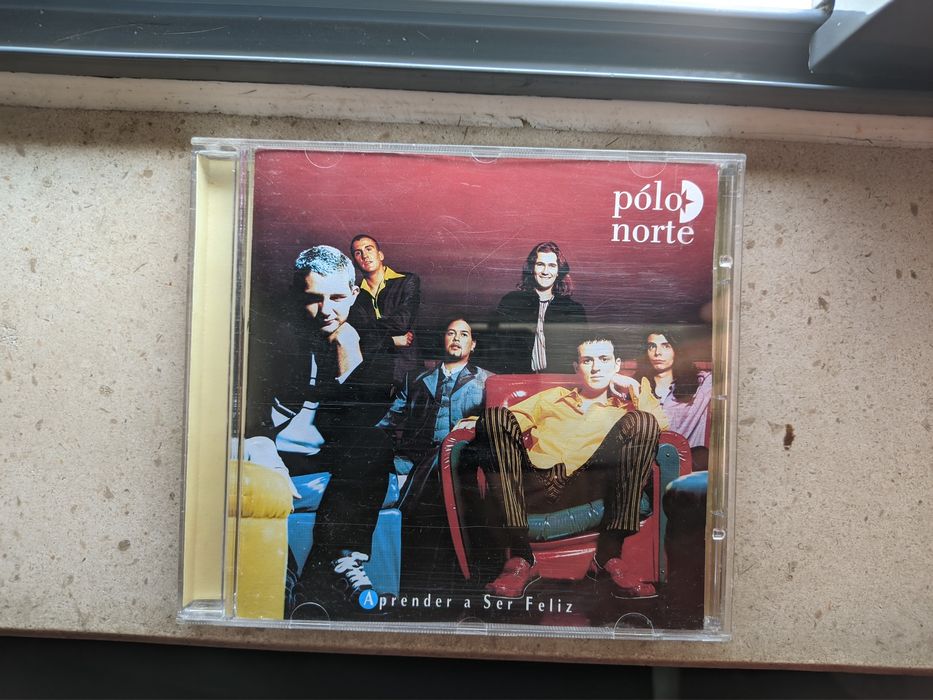 pólo
norte
Aprender a Ser Feliz